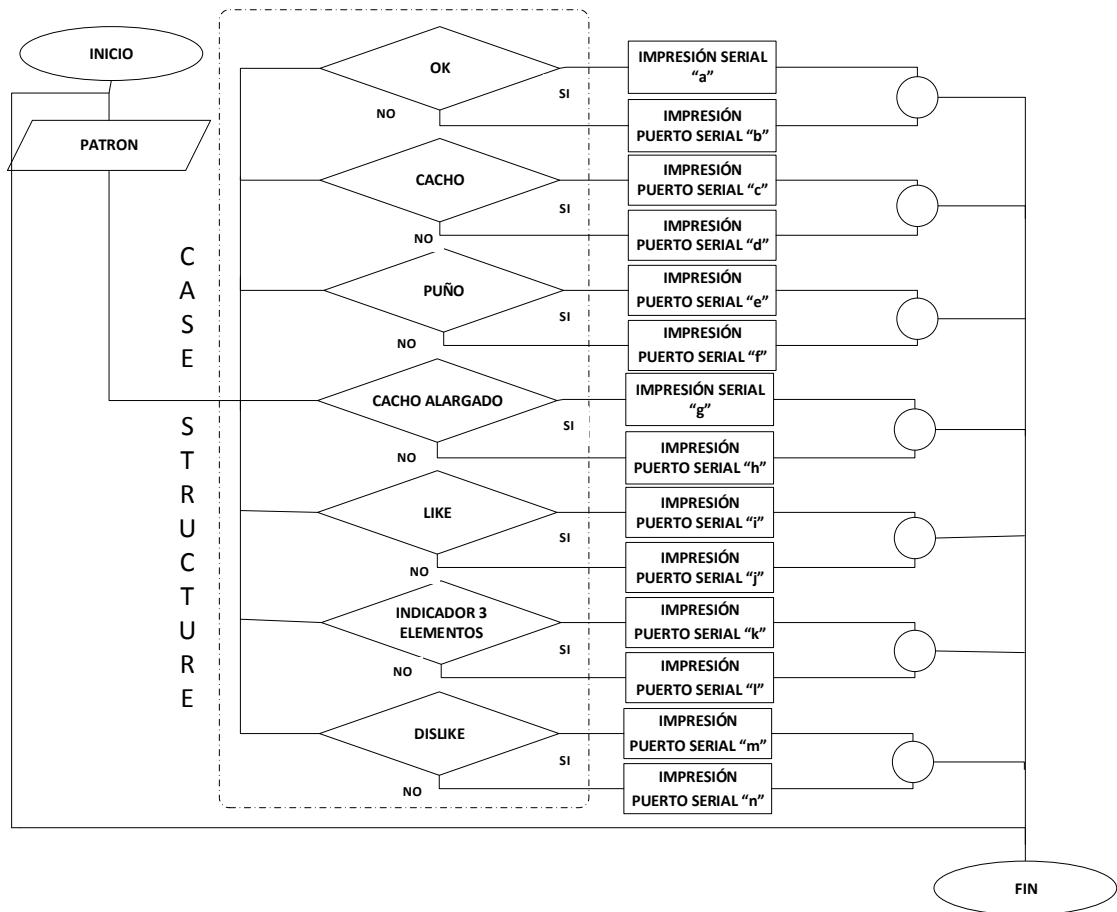 INICIO
PATRON
CASE STRUCTURE
OK
SI
NO
IMPRESIÓN SERIAL
“a”
IMPRESIÓN
PUERTO SERIAL “b”
CACHO
SI
NO
IMPRESIÓN
PUERTO SERIAL “c”
IMPRESIÓN
PUERTO SERIAL “d”
PUÑO
SI
NO
IMPRESIÓN
PUERTO SERIAL “e”
IMPRESIÓN
PUERTO SERIAL “f”
CACHO ALARGADO
SI
NO
IMPRESIÓN SERIAL
“g”
IMPRESIÓN
PUERTO SERIAL “h”
LIKE
SI
NO
IMPRESIÓN
PUERTO SERIAL “i”
IMPRESIÓN
PUERTO SERIAL “j”
INDICADOR 3
ELEMENTOS
SI
NO
IMPRESIÓN
PUERTO SERIAL “k”
IMPRESIÓN
PUERTO SERIAL “l”
DISLIKE
SI
NO
IMPRESIÓN
PUERTO SERIAL “m”
IMPRESIÓN
PUERTO SERIAL “n”
FIN